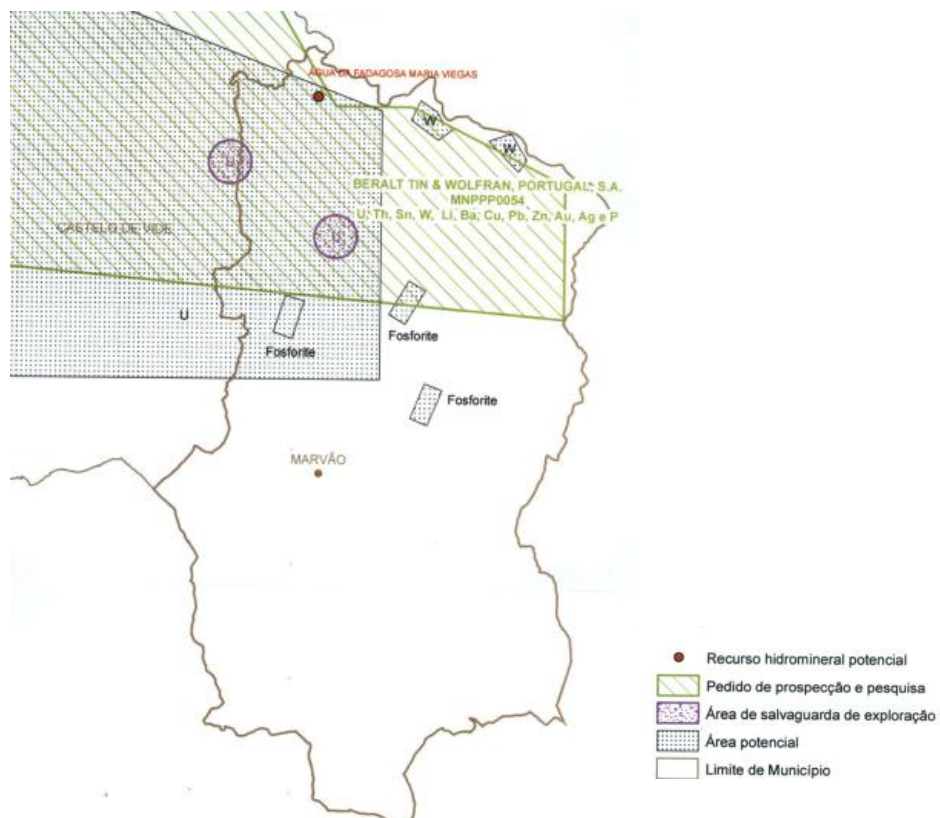 ÁGUA DA FADAGOSA MARIA VIEGAS
W
W
U
BERALT TIN & WOLFRAN, PORTUGAL, S.A.
MNPPP0054
U, Th, Sn, W, Li, Ba, Cu, Pb, Zn, Au, Ag e P
CASTELO DE VIDE
U
U
Fosforite
Fosforite
Fosforite
MARVÃO
Recurso hidromineral potencial
Pedido de prospecção e pesquisa
Área de salvaguarda de exploração
Área potencial
Limite de Município